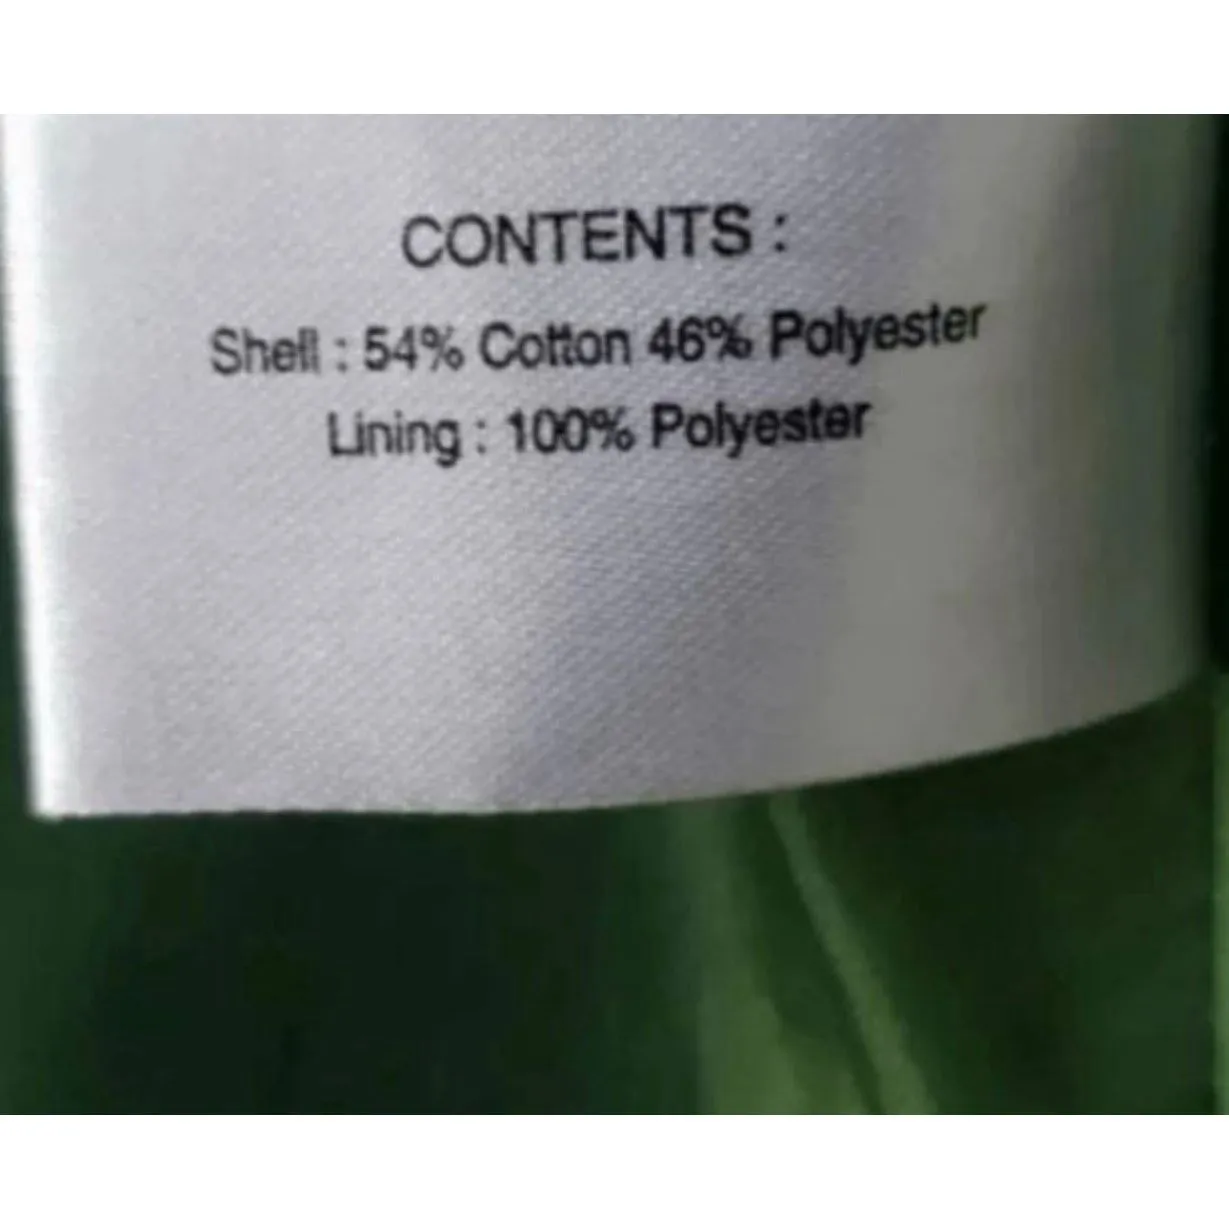 CONTENTS :
Shell : 54% Cotton 46% Polyester
Lining : 100% Polyester